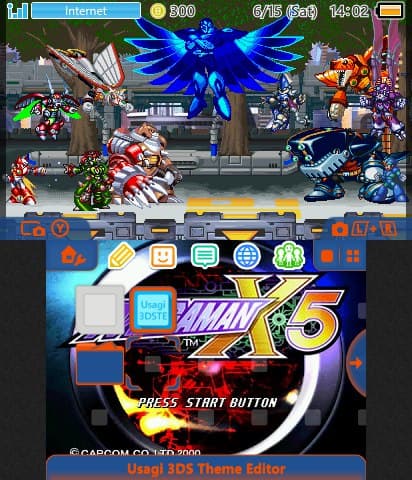 Internet 300 6/15 (Sat) 14:02
Y L+R
Usagi
3DSTE
MEGAMAN X5
TM
PRESS START BUTTON
© CAPCOM CO., LTD 2000
Usagi 3DS Theme Editor